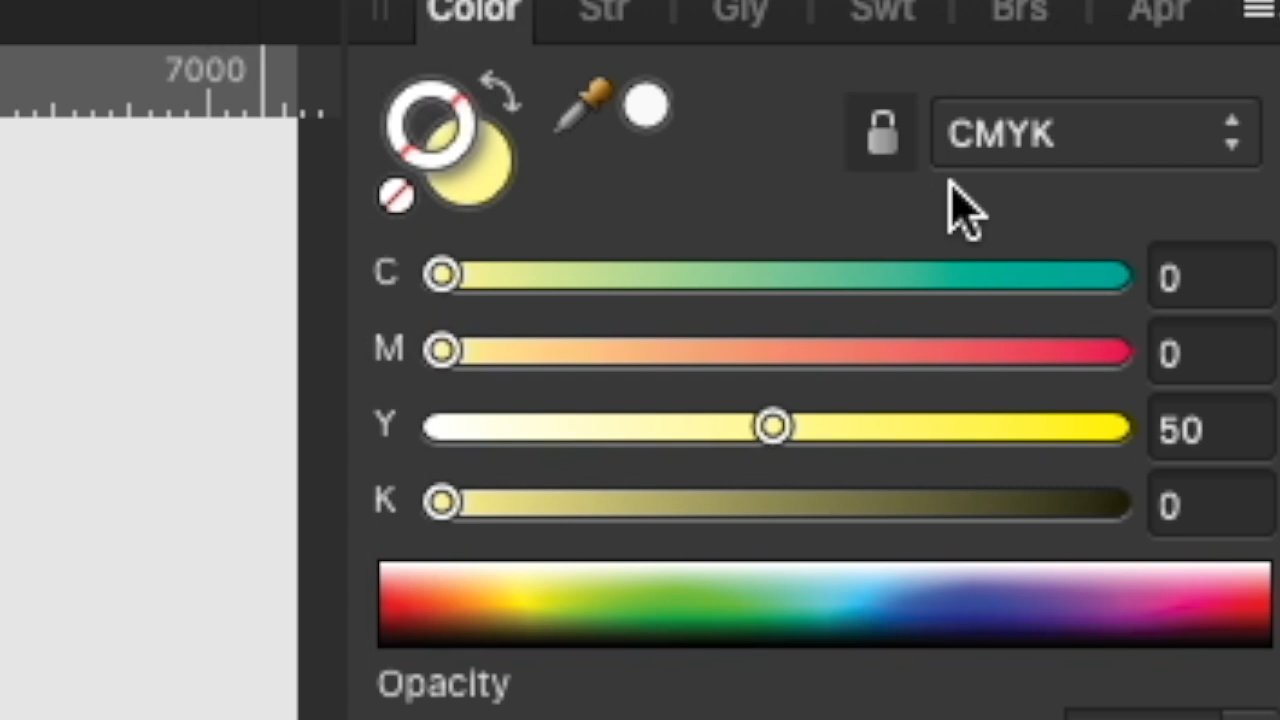 Color Str Gly Swt Brs Apr
7000
CMYK
C 0
M 0
Y 50
K 0
Opacity